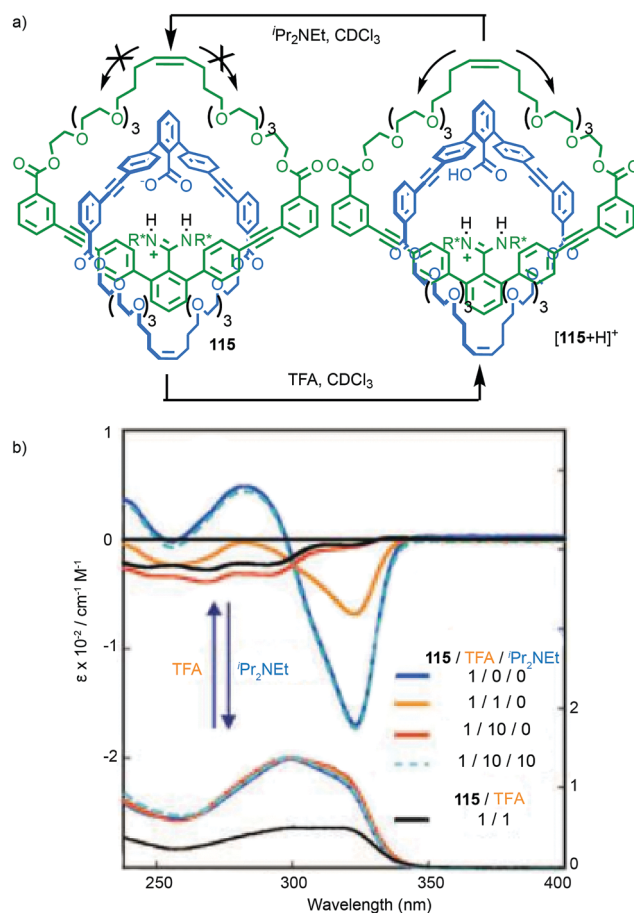 a)
iPr2NEt, CDCl3
3
3
O
O
O
O
O
O
O
O
-O
O
H H
R*N NR*
+
O
O
O
O
O
O
O
O
3
3
115
3
3
O
O
O
O
O
O
O
O
HO
O
H H
R*N NR*
+
O
O
O
O
O
O
O
O
3
3
[115+H]+
TFA, CDCl3
b)
1
0
-1
-2
ε x 10-2 / cm-1 M-1
TFA
iPr2NEt
115 / TFA / iPr2NEt
1 / 0 / 0
1 / 1 / 0
1 / 10 / 0
1 / 10 / 10
115 / TFA
1 / 1
2
1
0
250 300 350 400
Wavelength (nm)